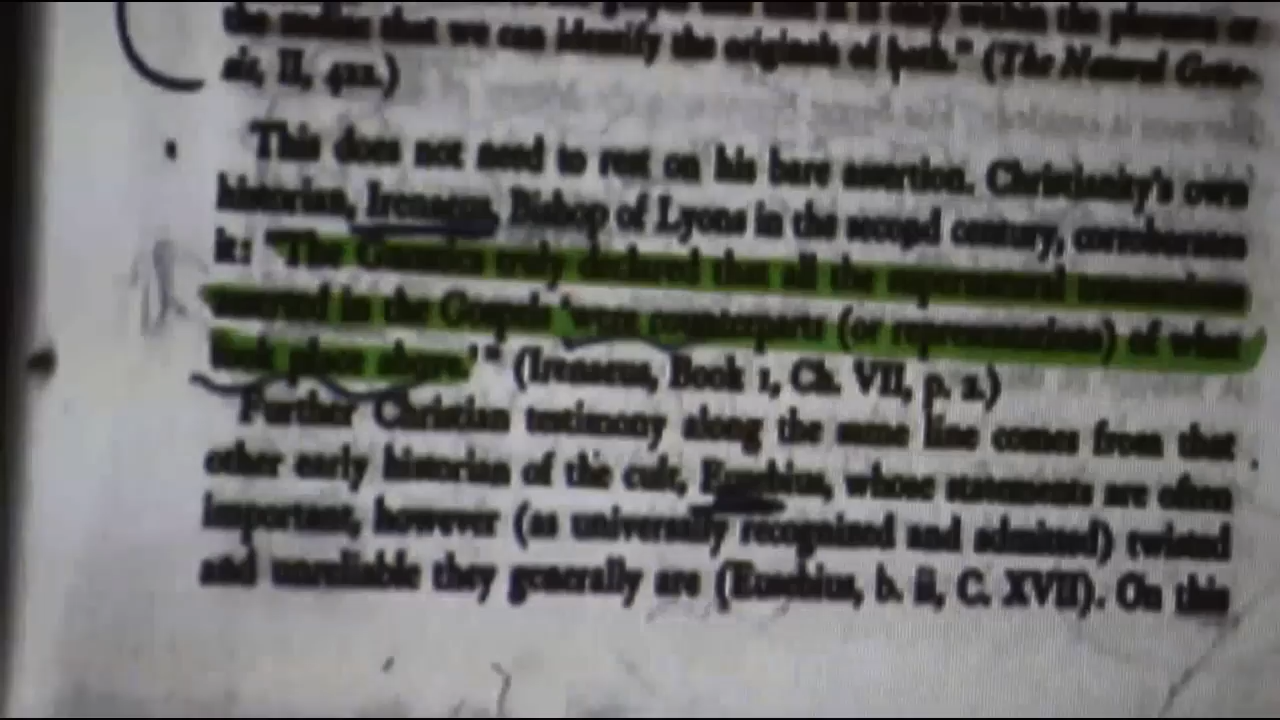 the zodiac that we can identify the originals of both." (The Natural Gene-
sis, II, 422.)
This does not need to rest on his bare assertion. Christianity's own
historian, Irenaeus, Bishop of Lyons in the second century, corroborates
it: "The Gnostics truly declared that all the supernatural transactions
asserted in the Gospels 'were counterparts (or representations) of what
took place above.'" (Irenaeus, Book 1, Ch. VII, p. 2.)
Further Christian testimony along the same line comes from that
other early historian of the cult, Eusebius, whose statements are often
important, however (as universally recognized and admitted) twisted
and unreliable they generally are (Eusebius, b. ii, C. XVII). On this